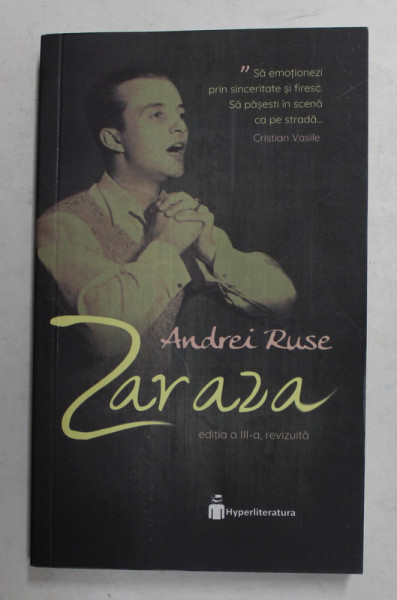 ” Să emoționezi
prin sinceritate și firesc.
Să pășești în scenă
ca pe stradă...
Cristian Vasile
Andrei Ruse
Zaraza
ediția a III-a, revizuită
Hyperliteratura